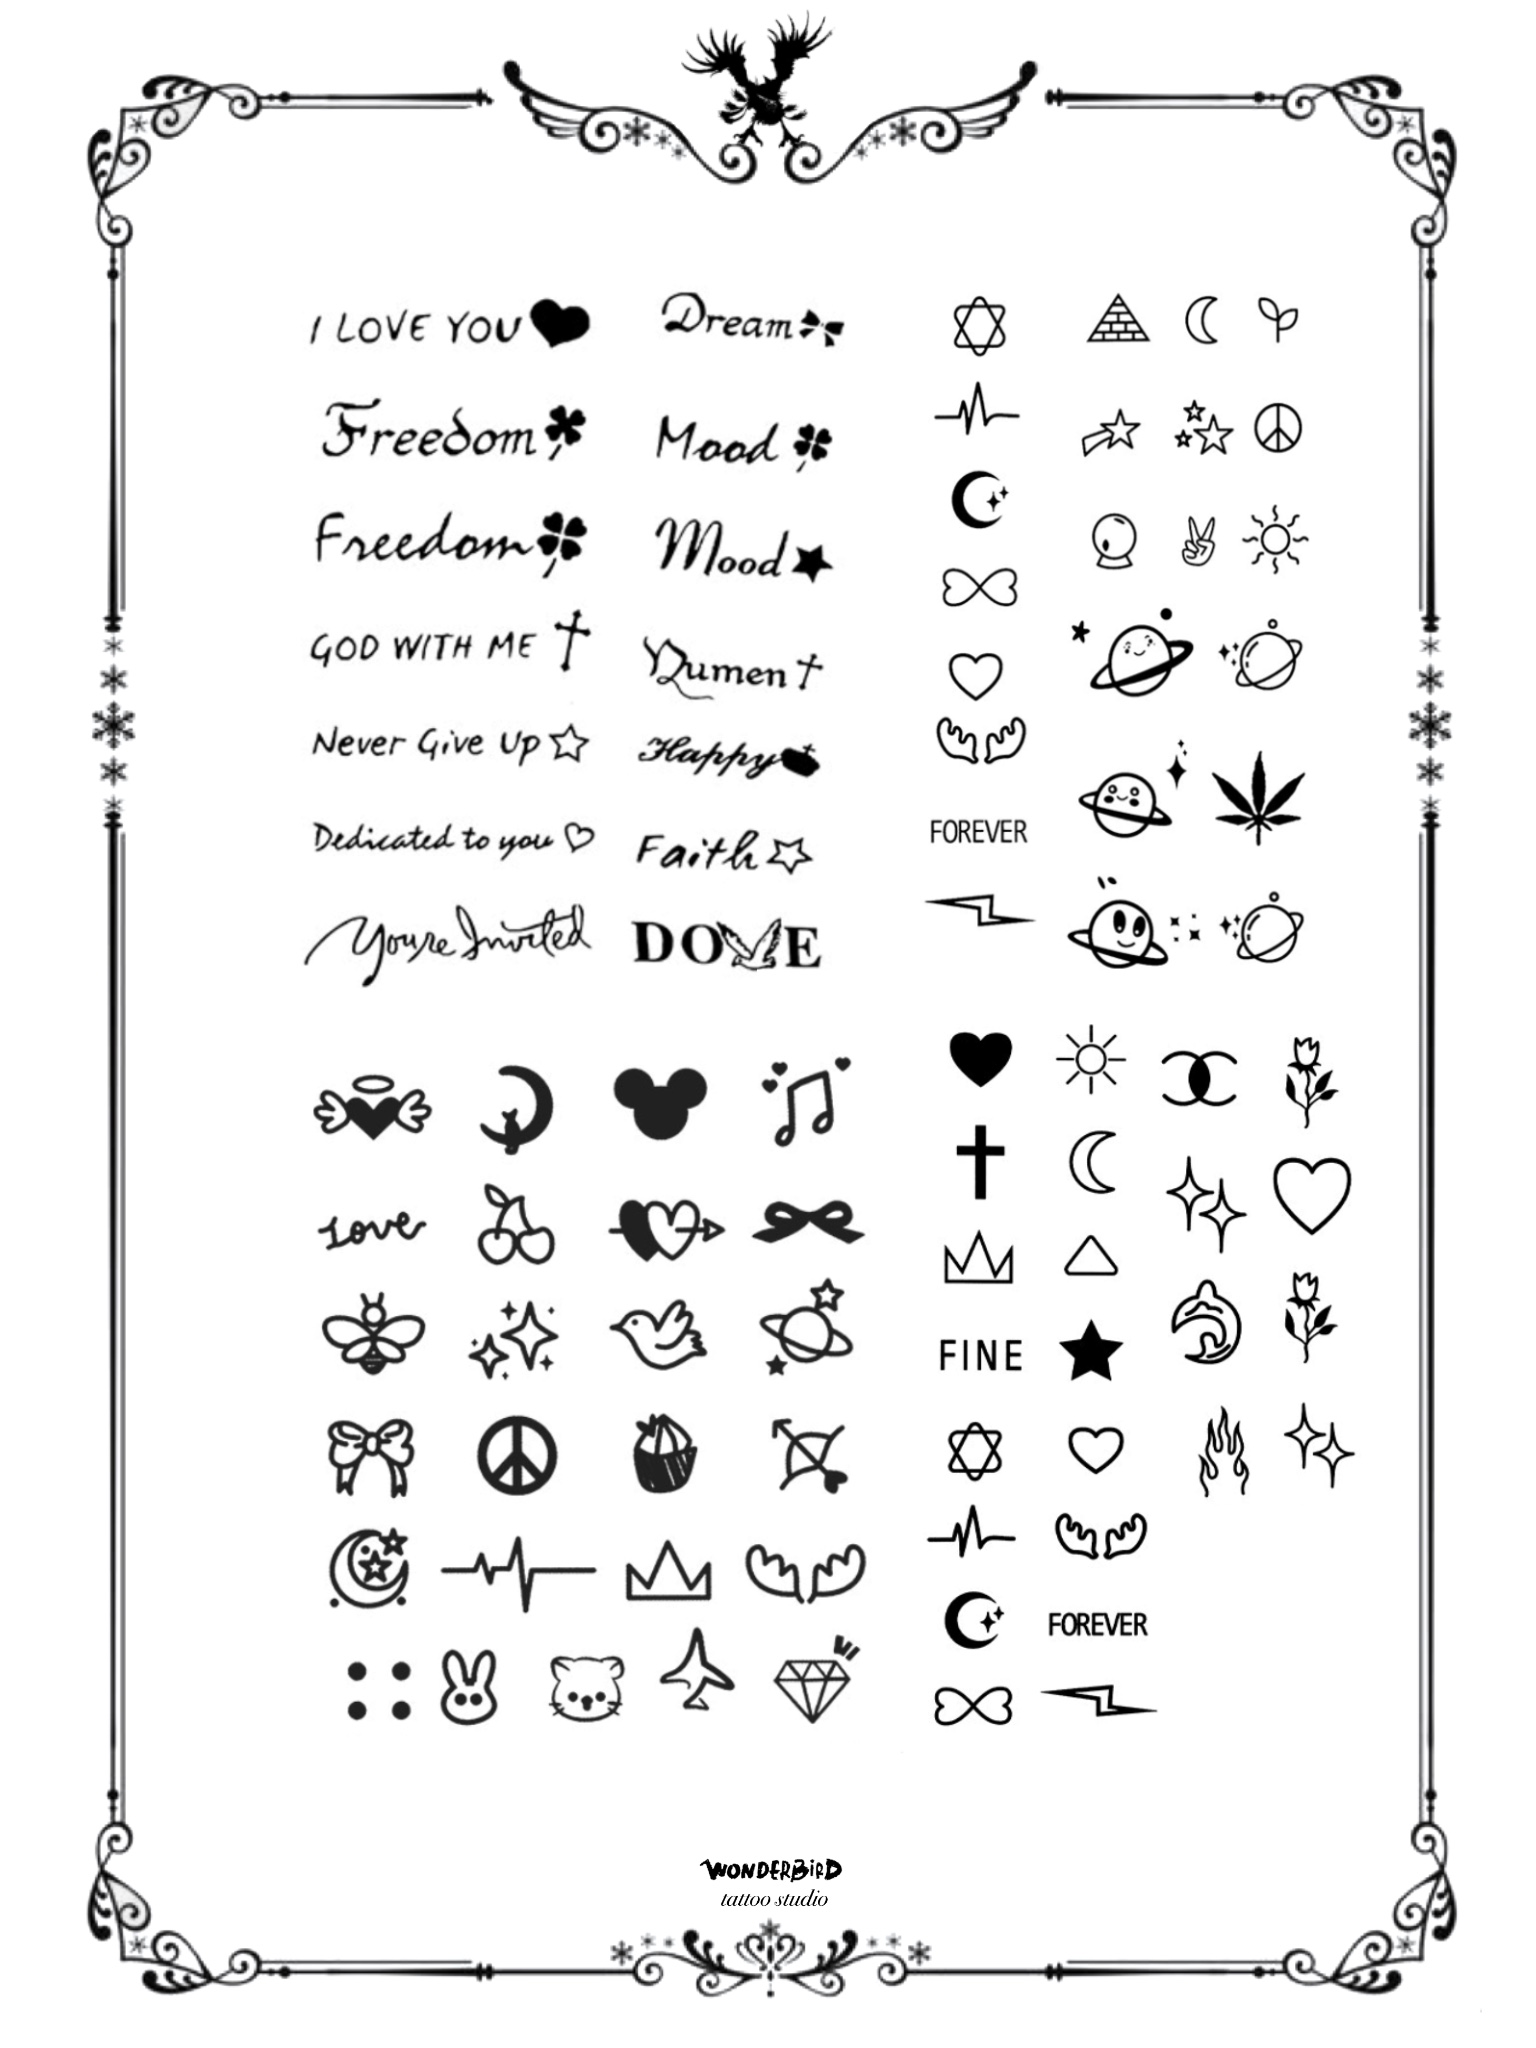 I LOVE YOU
Dream
Freedom
Mood
Freedom
Mood
GOD WITH ME
Numen
Never Give Up
Happy
FOREVER
Dedicated to you
Faith
You're Invited
DOVE
Love
FINE
FOREVER
WONDERBIRD
tattoo studio